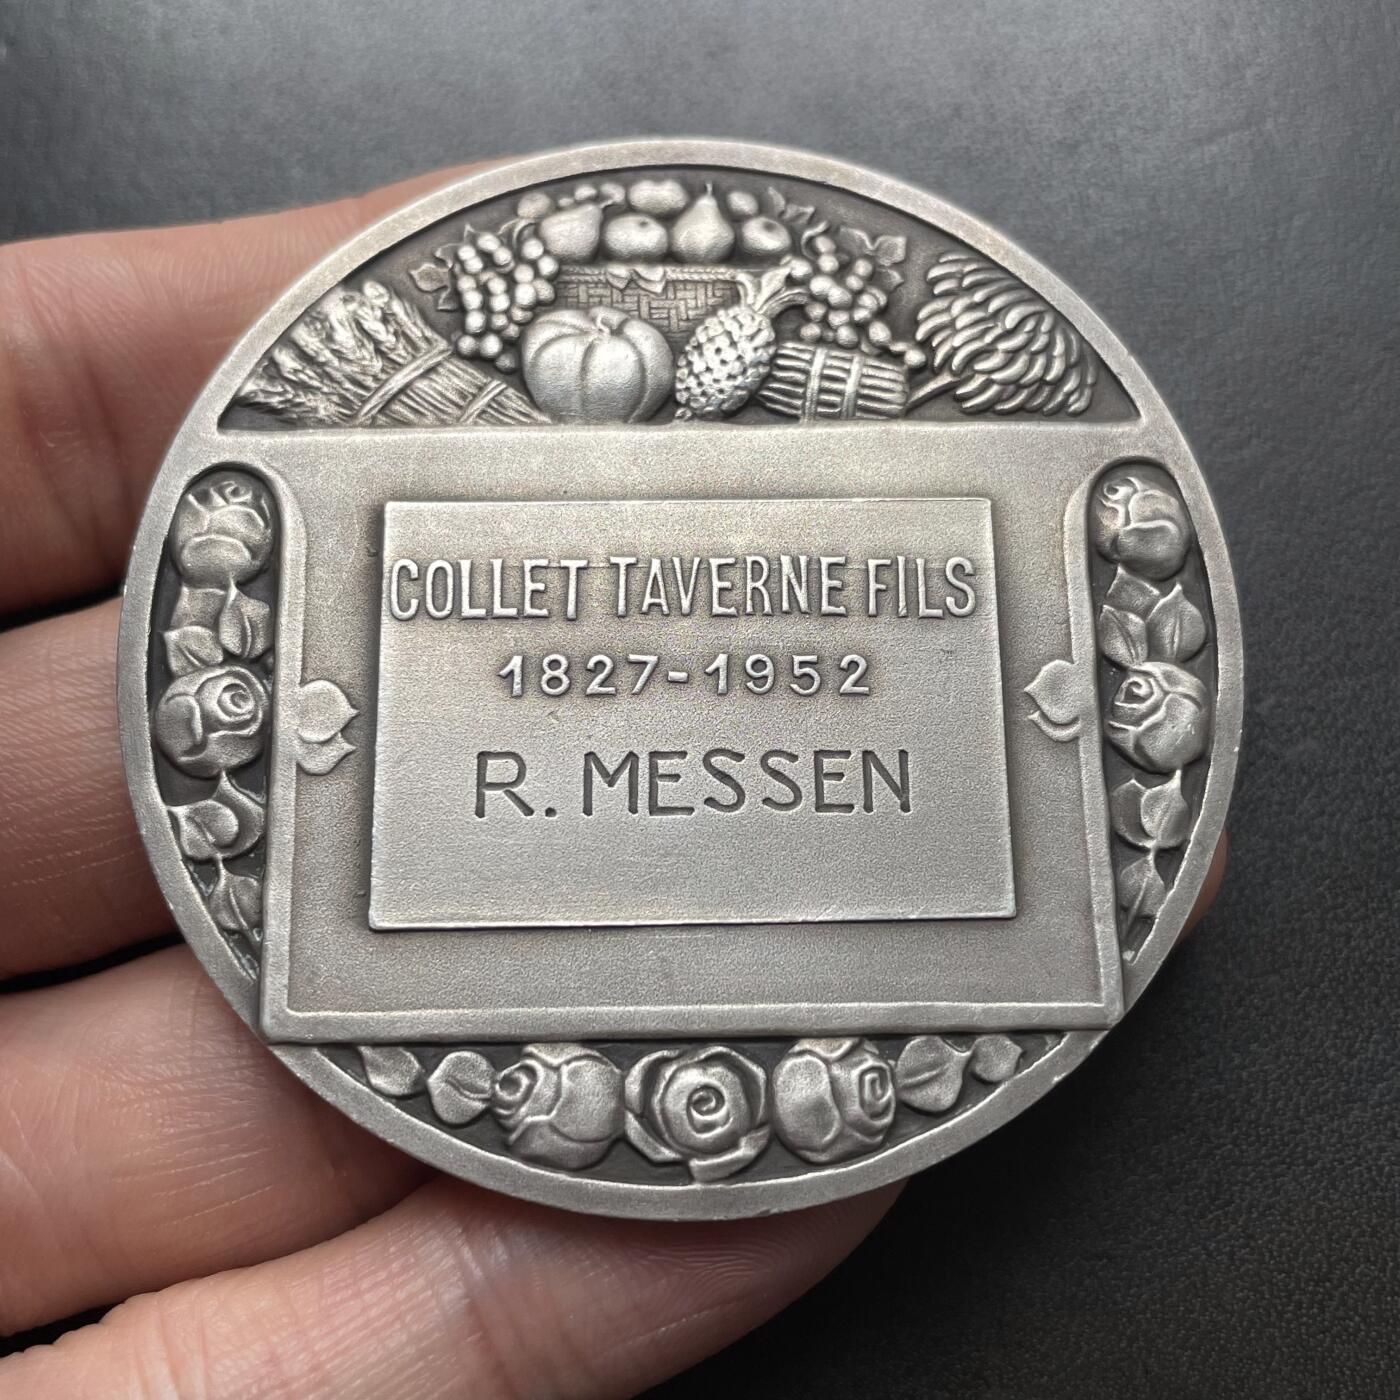 COLLET TAVERNE FILS
1827-1952
R. MESSEN